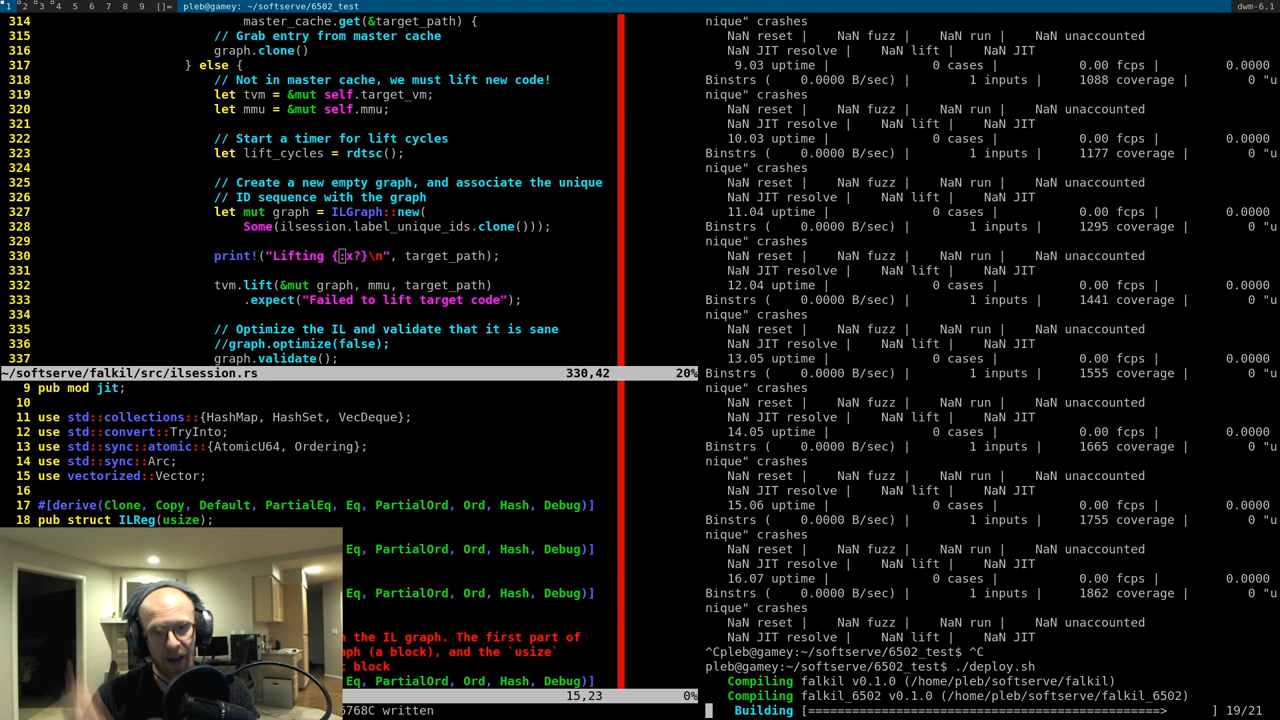 1 2 3 4 5 6 7 8 9 []= pleb@gamey: ~/softserve/6502_test dwm-6.1
314 master_cache.get(&target_path) {
315 // Grab entry from master cache
316 graph.clone()
317 } else {
318 // Not in master cache, we must lift new code!
319 let tvm = &mut self.target_vm;
320 let mmu = &mut self.mmu;
321
322 // Start a timer for lift cycles
323 let lift_cycles = rdtsc();
324
325 // Create a new empty graph, and associate the unique
326 // ID sequence with the graph
327 let mut graph = ILGraph::new(
328 Some(ilsession.label_unique_ids.clone()));
329
330 print!("Lifting {:x?}\n", target_path);
331
332 tvm.lift(&mut graph, mmu, target_path)
333 .expect("Failed to lift target code");
334
335 // Optimize the IL and validate that it is sane
336 //graph.optimize(false);
337 graph.validate();
~/softserve/falkil/src/ilsession.rs 330,42 20%
9 pub mod jit;
10
11 use std::collections::{HashMap, HashSet, VecDeque};
12 use std::convert::TryInto;
13 use std::sync::atomic::{AtomicU64, Ordering};
14 use std::sync::Arc;
15 use vectorized::Vector;
16
17 #[derive(Clone, Copy, Default, PartialEq, Eq, PartialOrd, Ord, Hash, Debug)]
18 pub struct ILReg(usize);
Eq, PartialOrd, Ord, Hash, Debug)]
Eq, PartialOrd, Ord, Hash, Debug)]
the IL graph. The first part of
(a block), and the `usize`
block
Eq, PartialOrd, Ord, Hash, Debug)]
15,23 0%
6768C written
nique" crashes
NaN reset | NaN fuzz | NaN run | NaN unaccounted
NaN JIT resolve | NaN lift | NaN JIT
9.03 uptime | 0 cases | 0.00 fcps | 0.0000
Binstrs ( 0.0000 B/sec) | 1 inputs | 1088 coverage | 0 "u
nique" crashes
NaN reset | NaN fuzz | NaN run | NaN unaccounted
NaN JIT resolve | NaN lift | NaN JIT
10.03 uptime | 0 cases | 0.00 fcps | 0.0000
Binstrs ( 0.0000 B/sec) | 1 inputs | 1177 coverage | 0 "u
nique" crashes
NaN reset | NaN fuzz | NaN run | NaN unaccounted
NaN JIT resolve | NaN lift | NaN JIT
11.04 uptime | 0 cases | 0.00 fcps | 0.0000
Binstrs ( 0.0000 B/sec) | 1 inputs | 1295 coverage | 0 "u
nique" crashes
NaN reset | NaN fuzz | NaN run | NaN unaccounted
NaN JIT resolve | NaN lift | NaN JIT
12.04 uptime | 0 cases | 0.00 fcps | 0.0000
Binstrs ( 0.0000 B/sec) | 1 inputs | 1441 coverage | 0 "u
nique" crashes
NaN reset | NaN fuzz | NaN run | NaN unaccounted
NaN JIT resolve | NaN lift | NaN JIT
13.05 uptime | 0 cases | 0.00 fcps | 0.0000
Binstrs ( 0.0000 B/sec) | 1 inputs | 1555 coverage | 0 "u
nique" crashes
NaN reset | NaN fuzz | NaN run | NaN unaccounted
NaN JIT resolve | NaN lift | NaN JIT
14.05 uptime | 0 cases | 0.00 fcps | 0.0000
Binstrs ( 0.0000 B/sec) | 1 inputs | 1665 coverage | 0 "u
nique" crashes
NaN reset | NaN fuzz | NaN run | NaN unaccounted
NaN JIT resolve | NaN lift | NaN JIT
15.06 uptime | 0 cases | 0.00 fcps | 0.0000
Binstrs ( 0.0000 B/sec) | 1 inputs | 1755 coverage | 0 "u
nique" crashes
NaN reset | NaN fuzz | NaN run | NaN unaccounted
NaN JIT resolve | NaN lift | NaN JIT
16.07 uptime | 0 cases | 0.00 fcps | 0.0000
Binstrs ( 0.0000 B/sec) | 1 inputs | 1862 coverage | 0 "u
nique" crashes
NaN reset | NaN fuzz | NaN run | NaN unaccounted
NaN JIT resolve | NaN lift | NaN JIT
^Cpleb@gamey:~/softserve/6502_test$ ^C
pleb@gamey:~/softserve/6502_test$ ./deploy.sh
Compiling falkil v0.1.0 (/home/pleb/softserve/falkil)
Compiling falkil_6502 v0.1.0 (/home/pleb/softserve/falkil_6502)
Building [================================================> ] 19/21